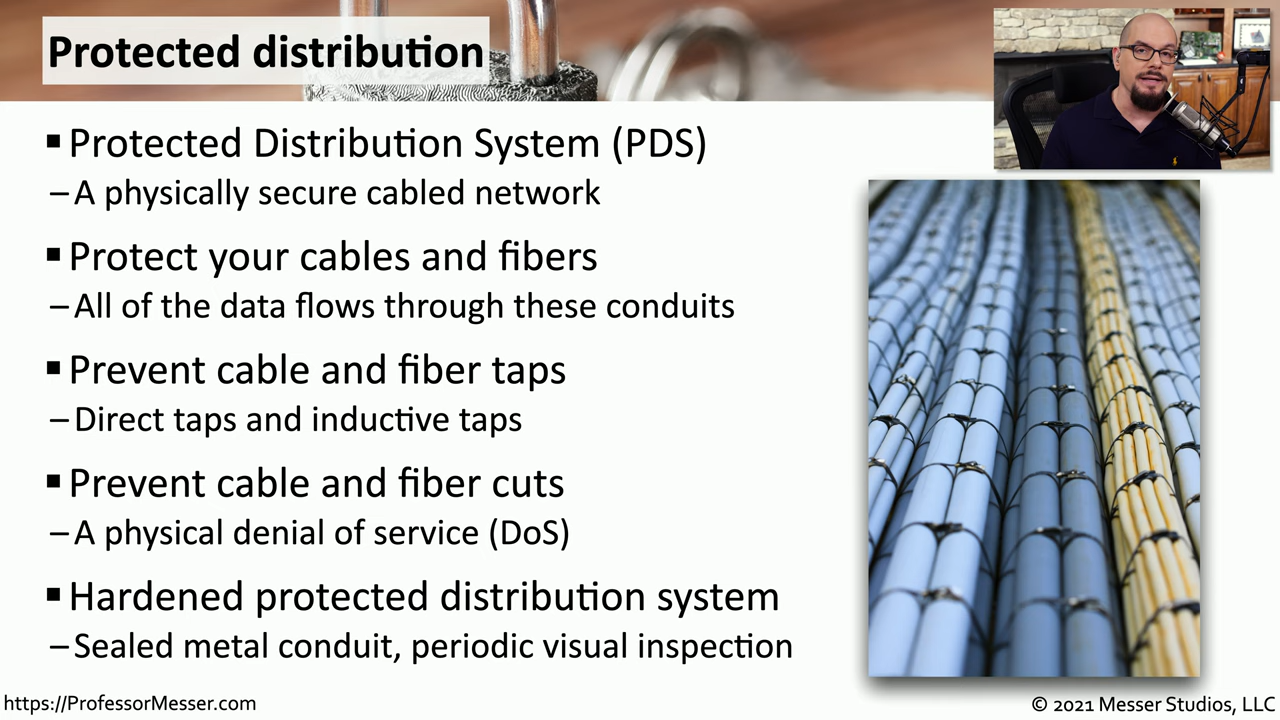 Protected distribution
▪ Protected Distribution System (PDS)
– A physically secure cabled network
▪ Protect your cables and fibers
– All of the data flows through these conduits
▪ Prevent cable and fiber taps
– Direct taps and inductive taps
▪ Prevent cable and fiber cuts
– A physical denial of service (DoS)
▪ Hardened protected distribution system
– Sealed metal conduit, periodic visual inspection
https://ProfessorMesser.com
© 2021 Messer Studios, LLC